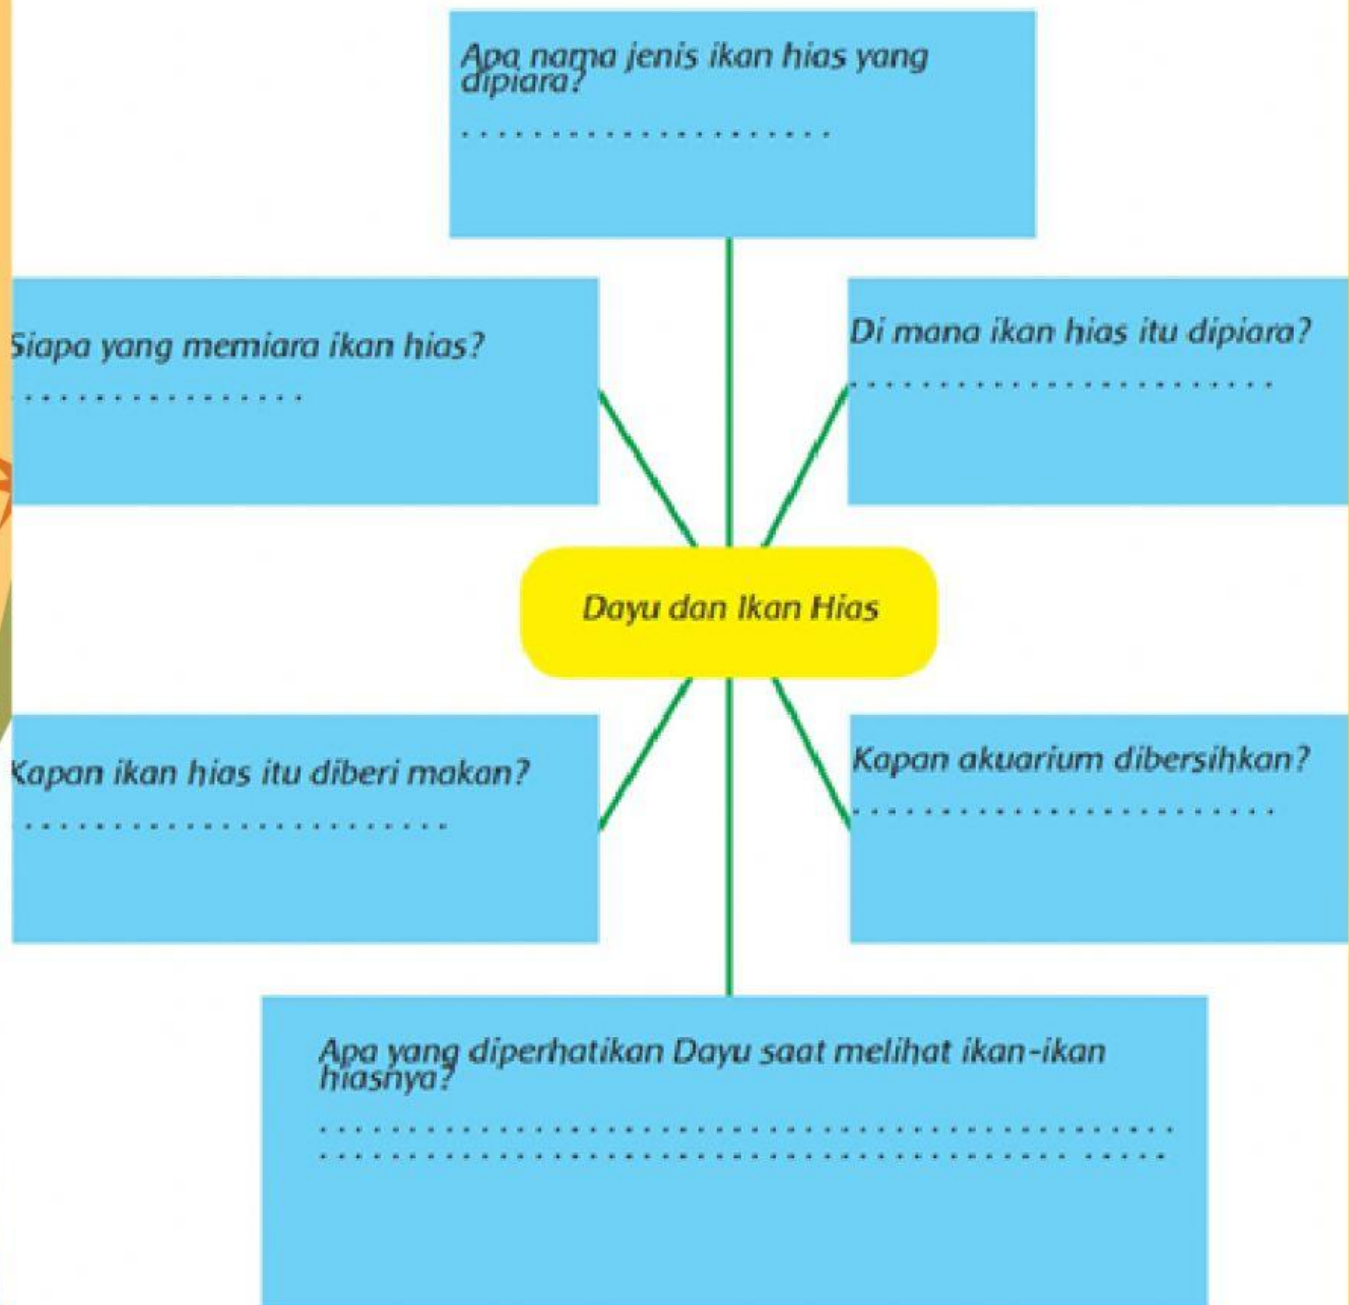 Apa nama jenis ikan hias yang
dipiara?
. . . . . . . . . . . . . . . . . . . . .
Siapa yang memiara ikan hias?
. . . . . . . . . . . . . . . .
Di mana ikan hias itu dipiara?
. . . . . . . . . . . . . . . . . . . . . . . .
Dayu dan Ikan Hias
Kapan ikan hias itu diberi makan?
. . . . . . . . . . . . . . . . . . . . . . . .
Kapan akuarium dibersihkan?
. . . . . . . . . . . . . . . . . . . . . . . .
Apa yang diperhatikan Dayu saat melihat ikan-ikan
hiasnya?
. . . . . . . . . . . . . . . . . . . . . . . . . . . . . . . . . . . . . . . . . . . . . . . .
. . . . . . . . . . . . . . . . . . . . . . . . . . . . . . . . . . . . . . . . . . . . . . .